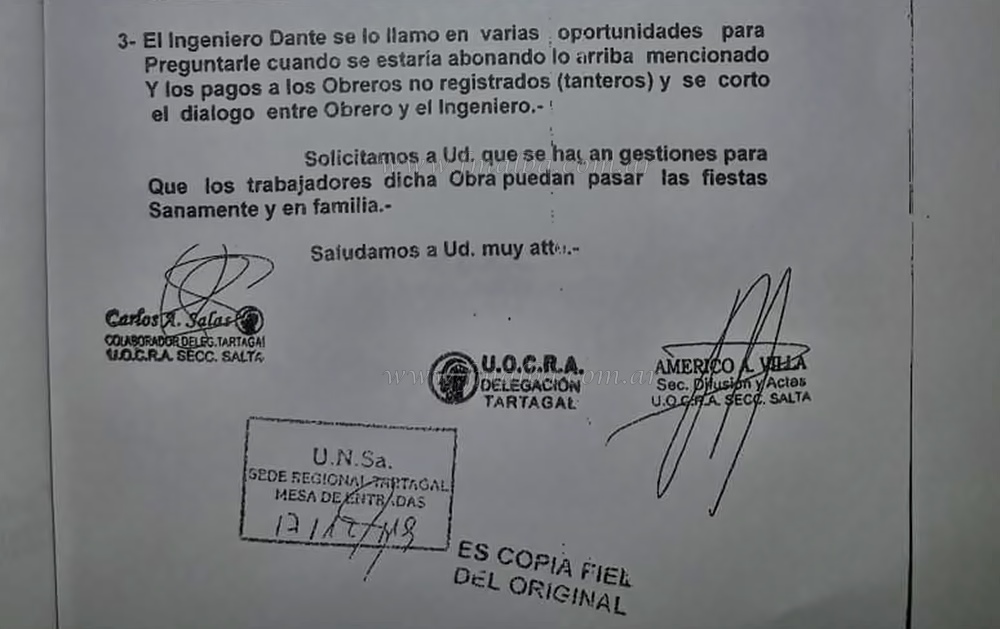 3- El Ingeniero Dante se lo llamo en varias oportunidades para
Preguntarle cuando se estaría abonando lo arriba mencionado
Y los pagos a los Obreros no registrados (tanteros) y se corto
el dialogo entre Obrero y el Ingeniero.-
Solicitamos a Ud. que se hagan gestiones para
Que los trabajadores dicha Obra puedan pasar las fiestas
Sanamente y en familia.-
Saludamos a Ud. muy atte.-
Carlos A. Salas
COLABORADOR DELEG. TARTAGAL
U.O.C.R.A. SECC. SALTA
U.O.C.R.A.
DELEGACIÓN
TARTAGAL
AMERICO A. VILLA
Sec. Difusión y Actas
U.O.C.R.A. SECC. SALTA
U.N.Sa.
SEDE REGIONAL TARTAGAL
MESA DE ENTRADAS
ES COPIA FIEL
DEL ORIGINAL